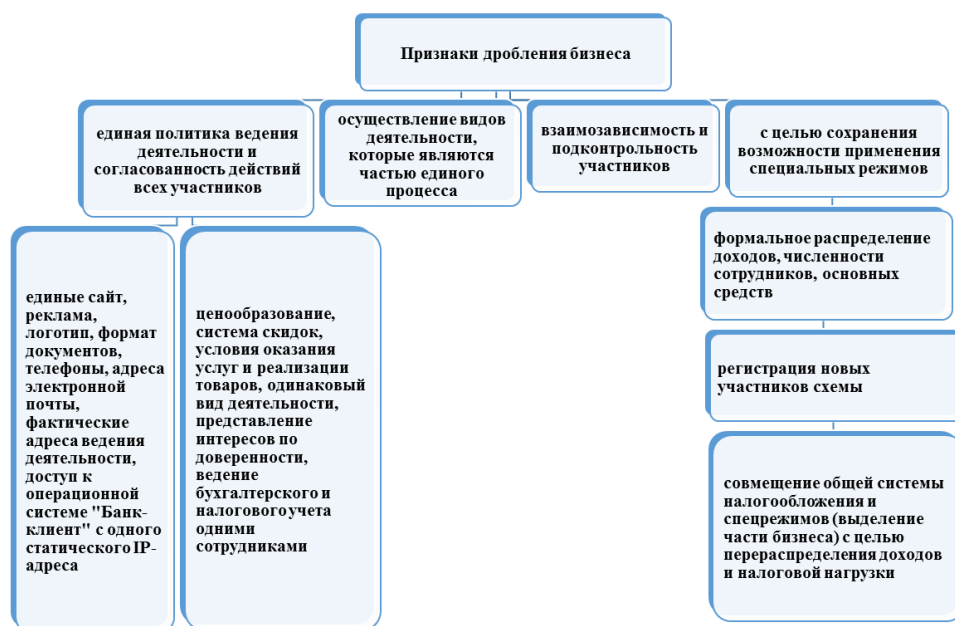 Признаки дробления бизнеса
единая политика ведения
деятельности и
согласованность действий
всех участников
осуществление видов
деятельности,
которые являются
частью единого
процесса
взаимозависимость и
подконтрольность
участников
с целью сохранения
возможности применения
специальных режимов
единые сайт,
реклама,
логотип, формат
документов,
телефоны, адреса
электронной
почты,
фактические
адреса ведения
деятельности,
доступ к
операционной
системе "Банк-
клиент" с одного
статического IP-
адреса
ценообразование,
система скидок,
условия оказания
услуг и реализации
товаров, одинаковый
вид деятельности,
представление
интересов по
доверенности,
ведение
бухгалтерского и
налогового учета
одними
сотрудниками
формальное распределение
доходов, численности
сотрудников, основных
средств
регистрация новых
участников схемы
совмещение общей системы
налогообложения и
спецрежимов (выделение
части бизнеса) с целью
перераспределения доходов
и налоговой нагрузки